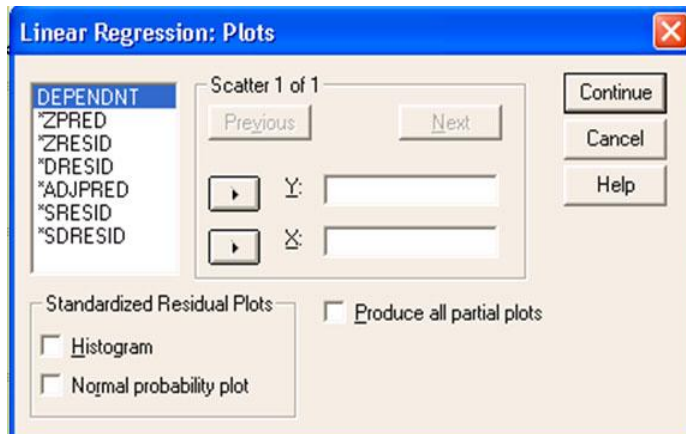 Linear Regression: Plots
DEPENDNT
*ZPRED
*ZRESID
*DRESID
*ADJPRED
*SRESID
*SDRESID
Scatter 1 of 1
Previous
Next
Y:
X:
Continue
Cancel
Help
Standardized Residual Plots
Histogram
Normal probability plot
Produce all partial plots